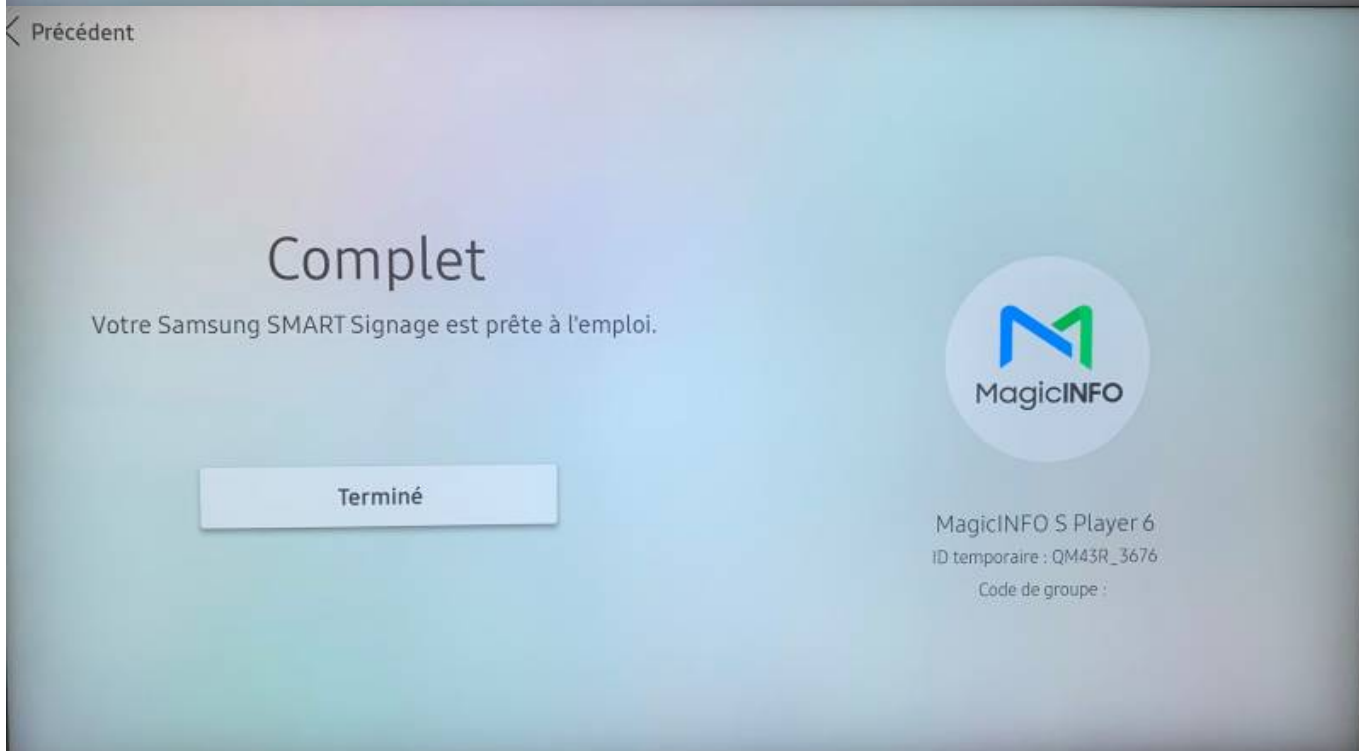 Précédent
Complet
Votre Samsung SMART Signage est prête à l'emploi.
Terminé
MagicINFO
MagicINFO S Player 6
ID temporaire : QM43R_3676
Code de groupe :